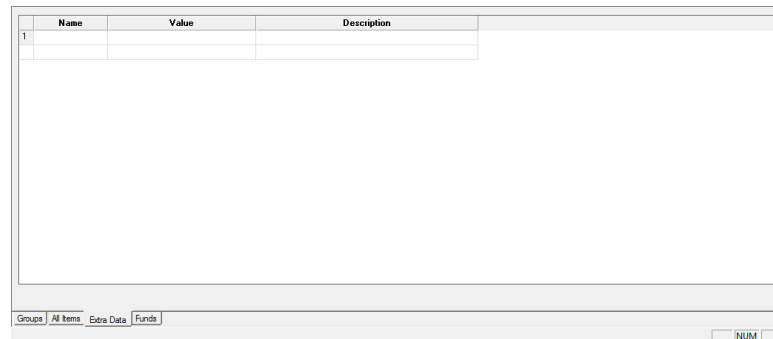 Name Value Description
1
Groups All Items Extra Data Funds
NUM